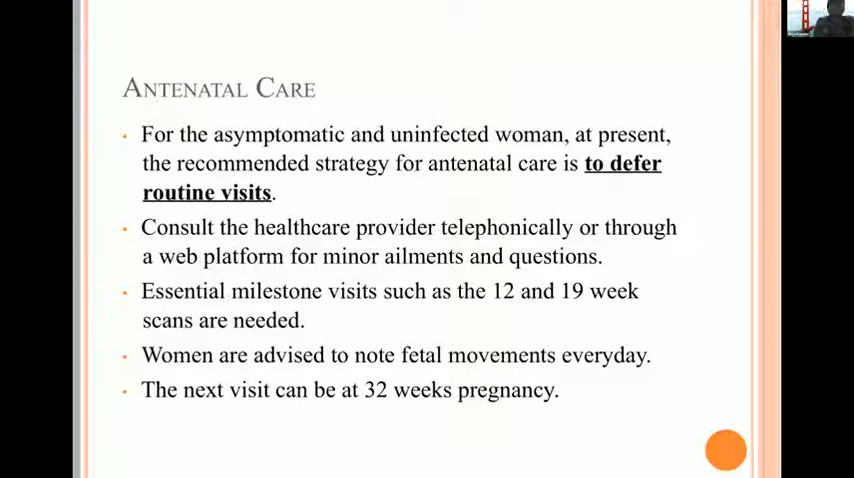 ANTENATAL CARE
• For the asymptomatic and uninfected woman, at present,
the recommended strategy for antenatal care is to defer
routine visits.
• Consult the healthcare provider telephonically or through
a web platform for minor ailments and questions.
• Essential milestone visits such as the 12 and 19 week
scans are needed.
• Women are advised to note fetal movements everyday.
• The next visit can be at 32 weeks pregnancy.